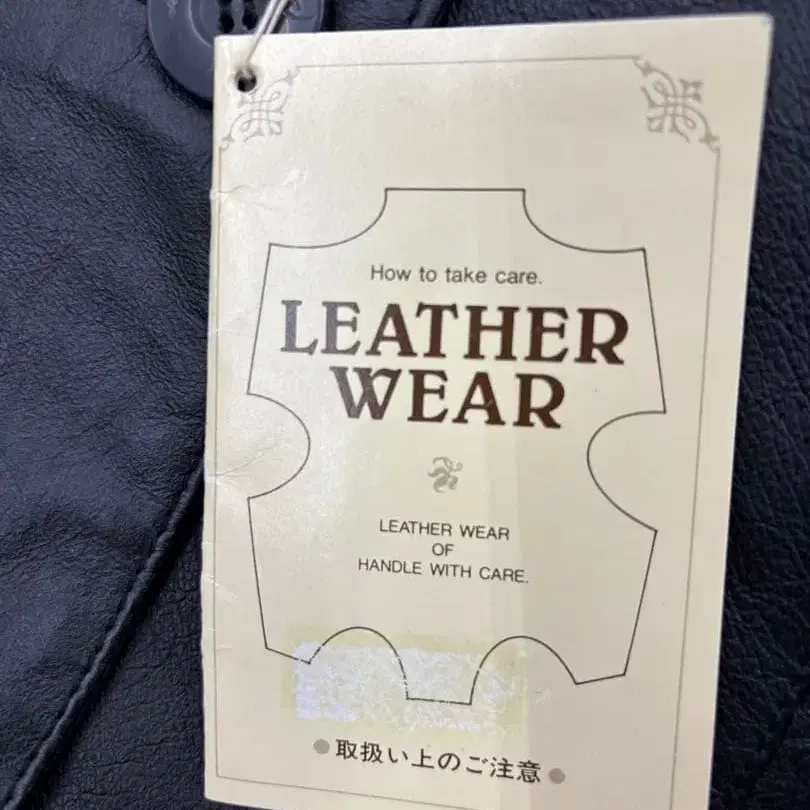 How to take care.
LEATHER
WEAR
LEATHER WEAR
OF
HANDLE WITH CARE.
●取扱い上のご注意●